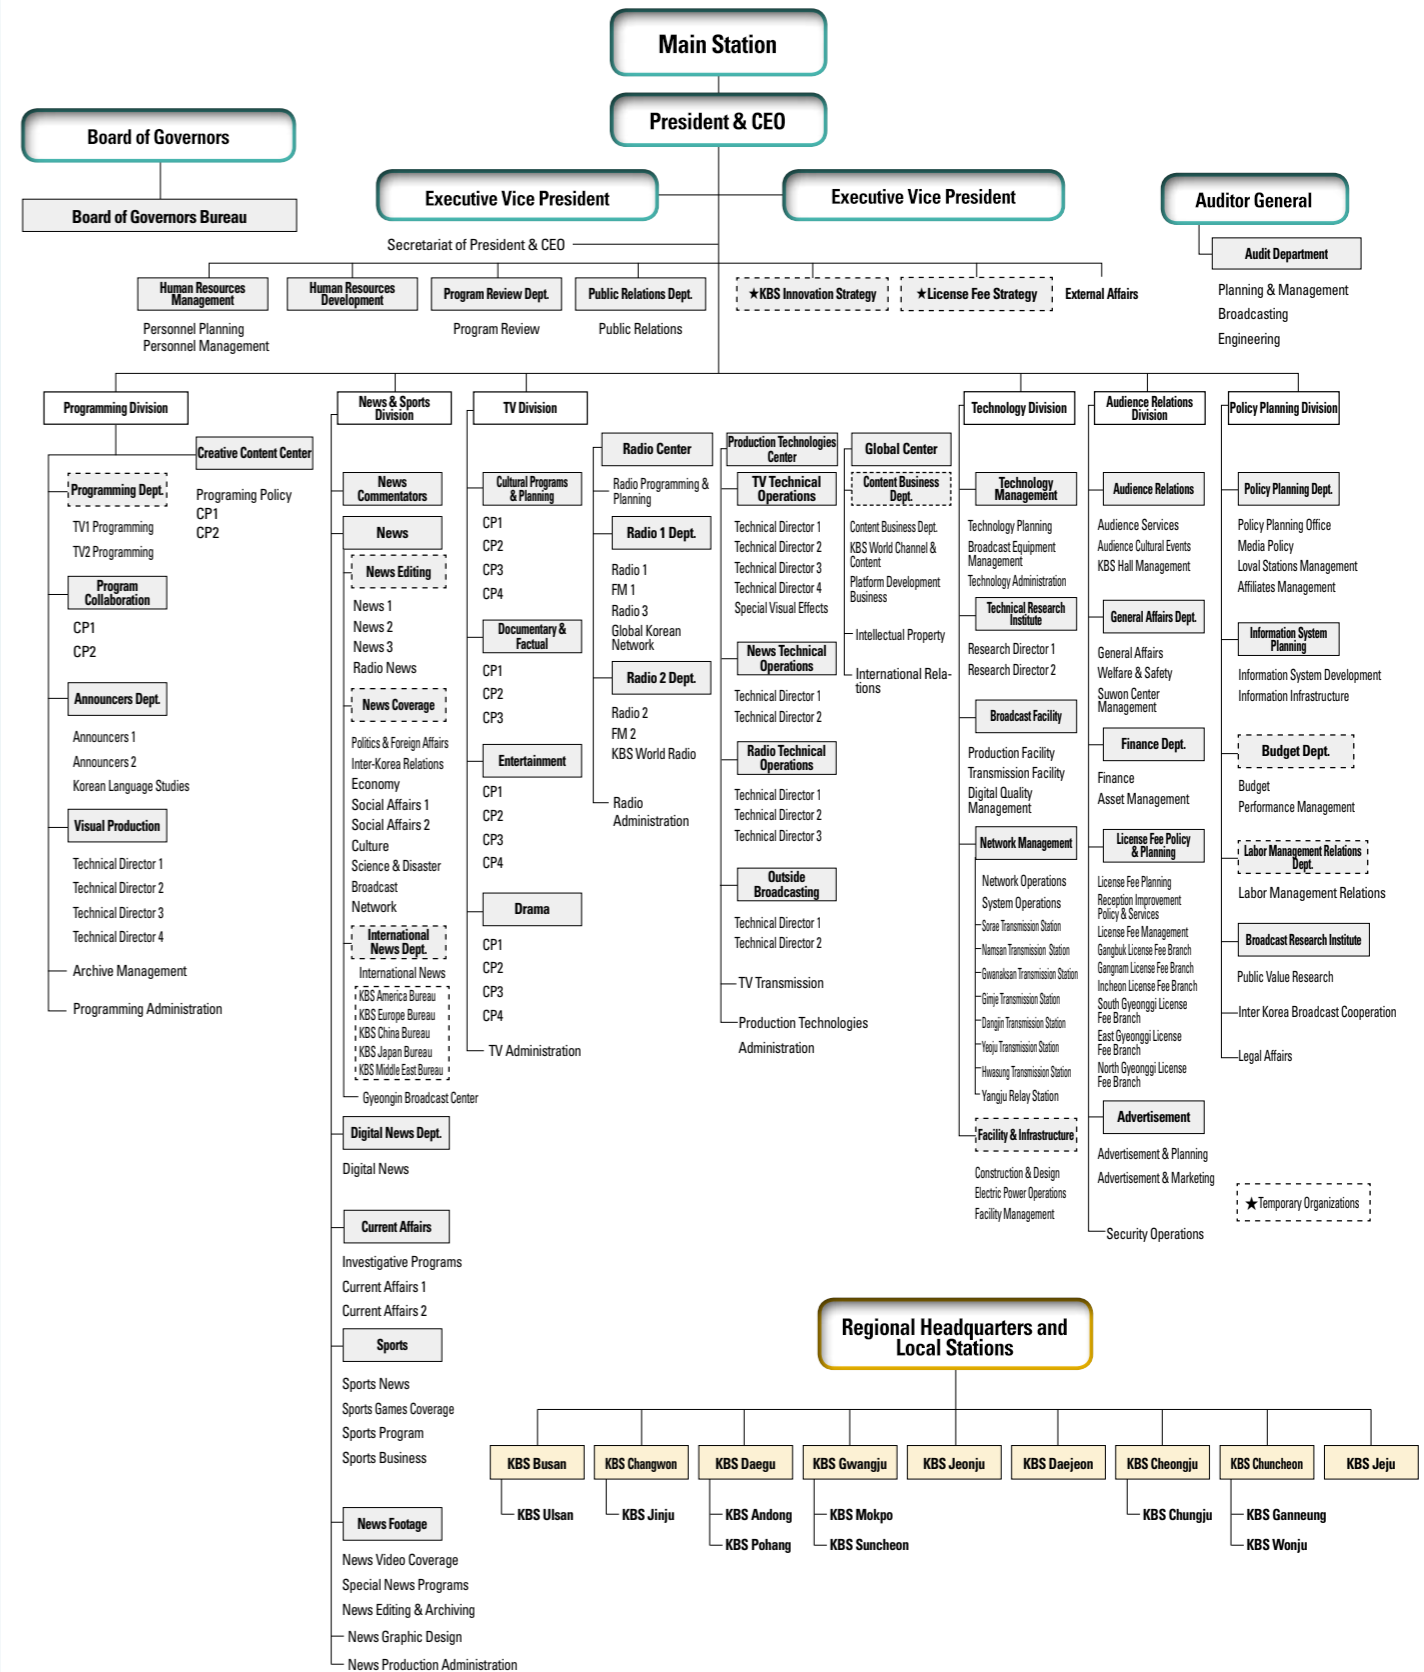 Main Station
President & CEO
Board of Governors
Board of Governors Bureau
Executive Vice President
Executive Vice President
Auditor General
Audit Department
Planning & Management
Broadcasting
Engineering
Secretariat of President & CEO
Human Resources
Management
Personnel Planning
Personnel Management
Human Resources
Development
Program Review Dept.
Program Review
Public Relations Dept.
Public Relations
★KBS Innovation Strategy
★License Fee Strategy
External Affairs
Programming Division
Creative Content Center
Programing Policy
CP1
CP2
Programming Dept.
TV1 Programming
TV2 Programming
Program
Collaboration
CP1
CP2
Announcers Dept.
Announcers 1
Announcers 2
Korean Language Studies
Visual Production
Technical Director 1
Technical Director 2
Technical Director 3
Technical Director 4
Archive Management
Programming Administration
News & Sports
Division
News
Commentators
News
News Editing
News 1
News 2
News 3
Radio News
News Coverage
Politics & Foreign Affairs
Inter-Korea Relations
Economy
Social Affairs 1
Social Affairs 2
Culture
Science & Disaster
Broadcast
Network
International
News Dept.
International News
KBS America Bureau
KBS Europe Bureau
KBS China Bureau
KBS Japan Bureau
KBS Middle East Bureau
Gyeongin Broadcast Center
Digital News Dept.
Digital News
Current Affairs
Investigative Programs
Current Affairs 1
Current Affairs 2
Sports
Sports News
Sports Games Coverage
Sports Program
Sports Business
News Footage
News Video Coverage
Special News Programs
News Editing & Archiving
News Graphic Design
News Production Administration
TV Division
Cultural Programs
& Planning
CP1
CP2
CP3
CP4
Documentary &
Factual
CP1
CP2
CP3
Entertainment
CP1
CP2
CP3
CP4
Drama
CP1
CP2
CP3
CP4
TV Administration
Radio Center
Radio Programming &
Planning
Radio 1 Dept.
Radio 1
FM 1
Radio 3
Global Korean
Network
Radio 2 Dept.
Radio 2
FM 2
KBS World Radio
Radio
Administration
Production Technologies
Center
TV Technical
Operations
Technical Director 1
Technical Director 2
Technical Director 3
Technical Director 4
Special Visual Effects
News Technical
Operations
Technical Director 1
Technical Director 2
Radio Technical
Operations
Technical Director 1
Technical Director 2
Technical Director 3
Outside
Broadcasting
Technical Director 1
Technical Director 2
TV Transmission
Production Technologies
Administration
Global Center
Content Business
Dept.
Content Business Dept.
KBS World Channel &
Content
Platform Development
Business
Intellectual Property
International Rela-
tions
Technology Division
Technology
Management
Technology Planning
Broadcast Equipment
Management
Technology Administration
Technical Research
Institute
Research Director 1
Research Director 2
Broadcast Facility
Production Facility
Transmission Facility
Digital Quality
Management
Network Management
Network Operations
System Operations
Sorae Transmission Station
Namsan Transmission Station
Gwanaksan Transmission Station
Gimje Transmission Station
Dangjin Transmission Station
Yeoju Transmission Station
Hwasung Transmission Station
Yangju Relay Station
Facility & Infrastructure
Construction & Design
Electric Power Operations
Facility Management
Audience Relations
Division
Audience Relations
Audience Services
Audience Cultural Events
KBS Hall Management
General Affairs Dept.
General Affairs
Welfare & Safety
Suwon Center
Management
Finance Dept.
Finance
Asset Management
License Fee Policy
& Planning
License Fee Planning
Reception Improvement
Policy & Services
License Fee Management
Gangbuk License Fee Branch
Gangnam License Fee Branch
Incheon License Fee Branch
South Gyeonggi License
Fee Branch
East Gyeonggi License
Fee Branch
North Gyeonggi License
Fee Branch
Advertisement
Advertisement & Planning
Advertisement & Marketing
Security Operations
Policy Planning Division
Policy Planning Dept.
Policy Planning Office
Media Policy
Loval Stations Management
Affiliates Management
Information System
Planning
Information System Development
Information Infrastructure
Budget Dept.
Budget
Performance Management
Labor Management Relations
Dept.
Labor Management Relations
Broadcast Research Institute
Public Value Research
Inter Korea Broadcast Cooperation
Legal Affairs
★Temporary Organizations
Regional Headquarters and
Local Stations
KBS Busan
KBS Ulsan
KBS Changwon
KBS Jinju
KBS Daegu
KBS Andong
KBS Pohang
KBS Gwangju
KBS Mokpo
KBS Suncheon
KBS Jeonju
KBS Daejeon
KBS Cheongju
KBS Chungju
KBS Chuncheon
KBS Ganneung
KBS Wonju
KBS Jeju